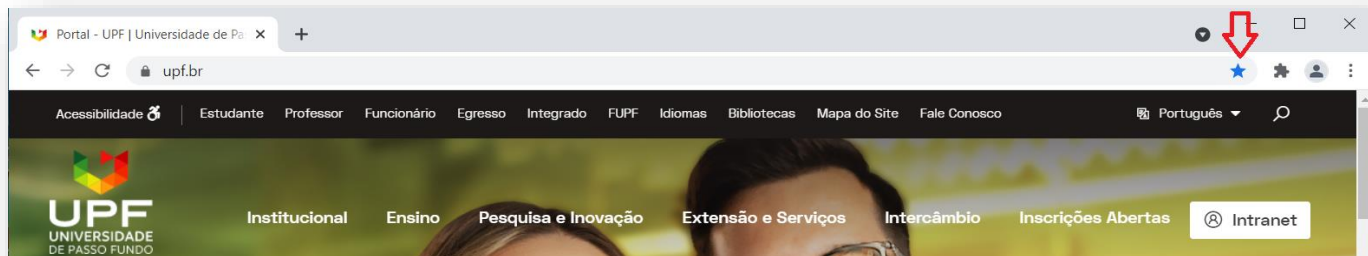 Portal - UPF | Universidade de Pa
upf.br
Acessibilidade Estudante Professor Funcionário Egresso Integrado FUPF Idiomas Bibliotecas Mapa do Site Fale Conosco Português
UPF
UNIVERSIDADE
DE PASSO FUNDO
Institucional Ensino Pesquisa e Inovação Extensão e Serviços Intercâmbio Inscrições Abertas Intranet